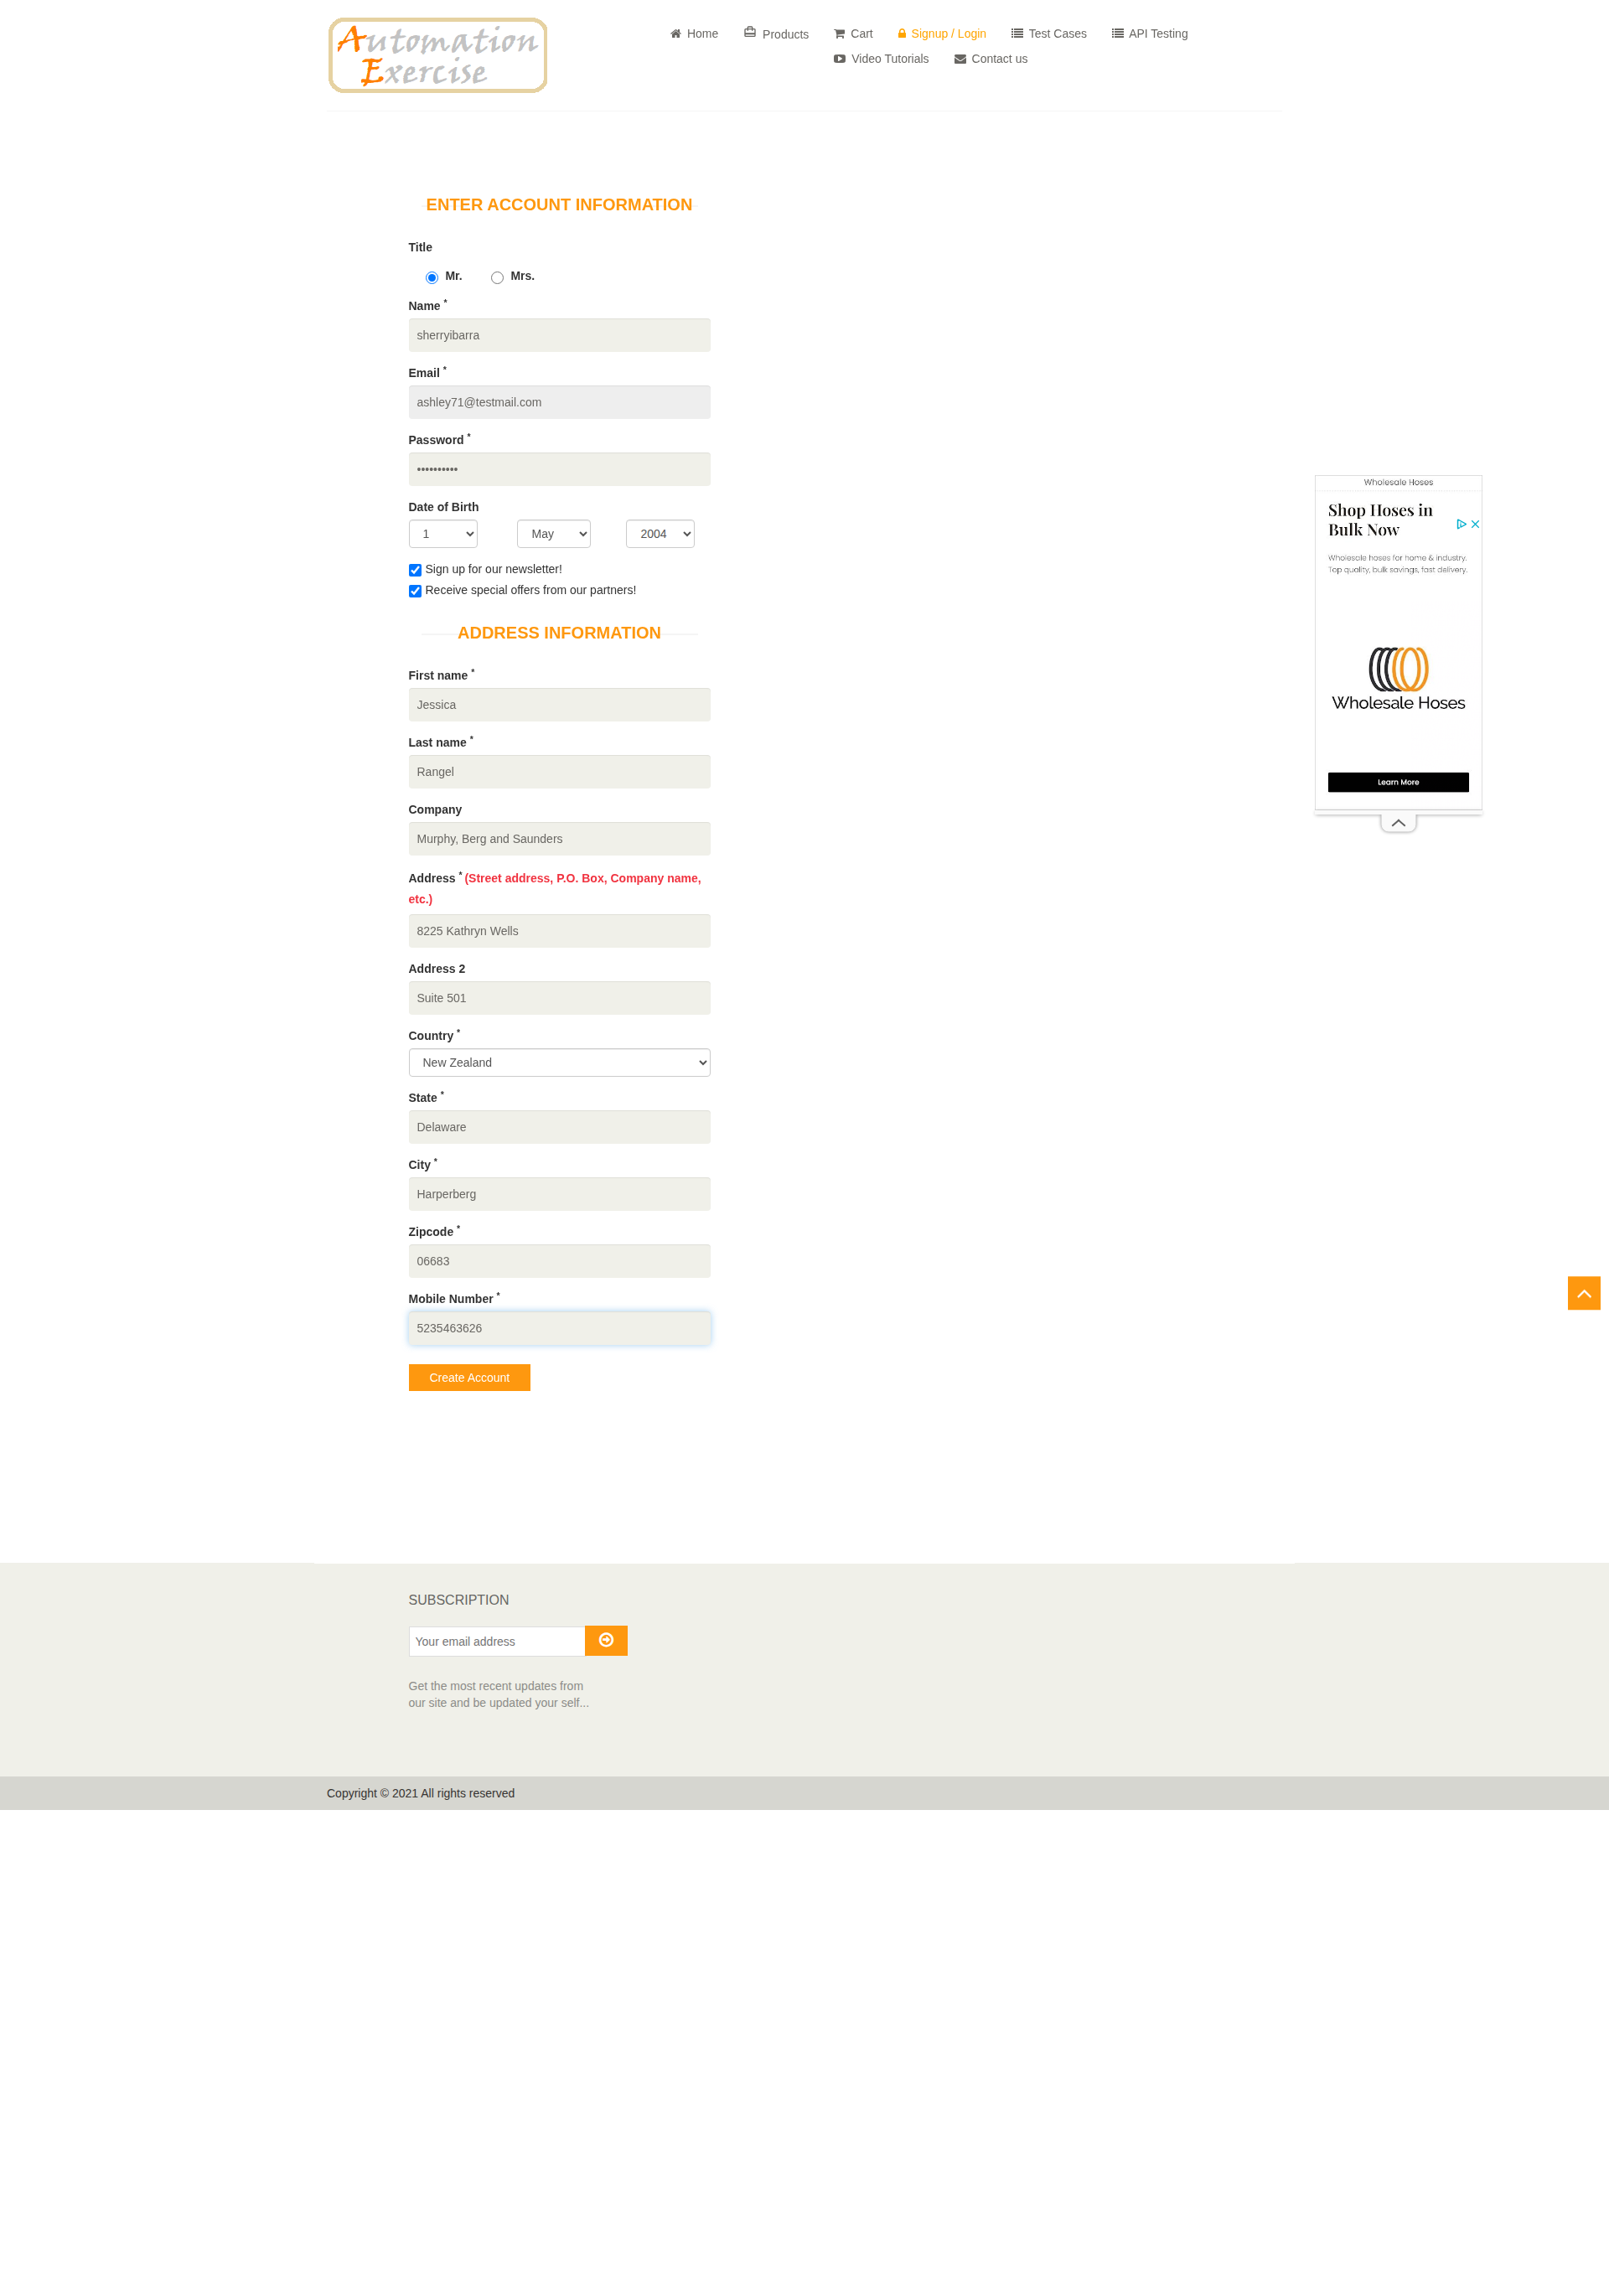 Automation
Exercise
Home
Products
Cart
Signup / Login
Test Cases
API Testing
Video Tutorials
Contact us
ENTER ACCOUNT INFORMATION
Title
Mr.
Mrs.
Name *
sherryibarra
Email *
ashley71@testmail.com
Password *
••••••••••
Date of Birth
1
May
2004
Sign up for our newsletter!
Receive special offers from our partners!
ADDRESS INFORMATION
First name *
Jessica
Last name *
Rangel
Company
Murphy, Berg and Saunders
Address * (Street address, P.O. Box, Company name,
etc.)
8225 Kathryn Wells
Address 2
Suite 501
Country *
New Zealand
State *
Delaware
City *
Harperberg
Zipcode *
06683
Mobile Number *
5235463626
Create Account
Wholesale Hoses
Shop Hoses in
Bulk Now
Wholesale hoses for home & industry.
Top quality, bulk savings, fast delivery.
Wholesale Hoses
Learn More
SUBSCRIPTION
Your email address
Get the most recent updates from
our site and be updated your self...
Copyright © 2021 All rights reserved